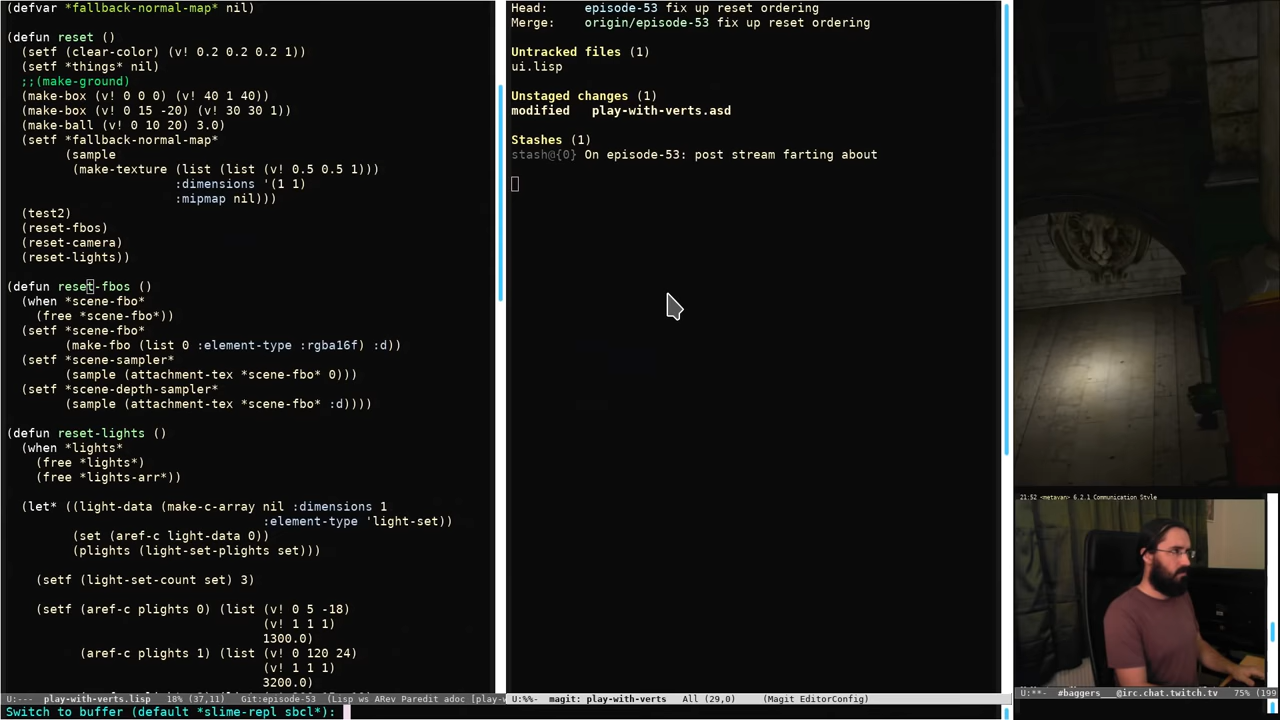 (defvar *fallback-normal-map* nil)
(defun reset ()
(setf (clear-color) (v! 0.2 0.2 0.2 1))
(setf *things* nil)
;;(make-ground)
(make-box (v! 0 0 0) (v! 40 1 40))
(make-box (v! 0 15 -20) (v! 30 30 1))
(make-ball (v! 0 10 20) 3.0)
(setf *fallback-normal-map*
(sample
(make-texture (list (list (v! 0.5 0.5 1)))
:dimensions '(1 1)
:mipmap nil)))
(test2)
(reset-fbos)
(reset-camera)
(reset-lights))
(defun reset-fbos ()
(when *scene-fbo*
(free *scene-fbo*))
(setf *scene-fbo*
(make-fbo (list 0 :element-type :rgba16f) :d))
(setf *scene-sampler*
(sample (attachment-tex *scene-fbo* 0)))
(setf *scene-depth-sampler*
(sample (attachment-tex *scene-fbo* :d))))
(defun reset-lights ()
(when *lights*
(free *lights*)
(free *lights-arr*))
(let* ((light-data (make-c-array nil :dimensions 1
:element-type 'light-set))
(set (aref-c light-data 0))
(plights (light-set-plights set)))
(setf (light-set-count set) 3)
(setf (aref-c plights 0) (list (v! 0 5 -18)
(v! 1 1 1)
1300.0)
(aref-c plights 1) (list (v! 0 120 24)
(v! 1 1 1)
3200.0)
U:--- play-with-verts.lisp 18% (37,11) Git:episode-53 (Lisp ws ARev Paredit adoc [play-w
Switch to buffer (default *slime-repl sbcl*):
Head: episode-53 fix up reset ordering
Merge: origin/episode-53 fix up reset ordering
Untracked files (1)
ui.lisp
Unstaged changes (1)
modified play-with-verts.asd
Stashes (1)
stash@{0} On episode-53: post stream farting about
U:%%- magit: play-with-verts All (29,0) (Magit EditorConfig)
21:52 <metavan> 6.2.1 Communication Style
U:**- #baggers__ @irc.chat.twitch.tv 75% (199